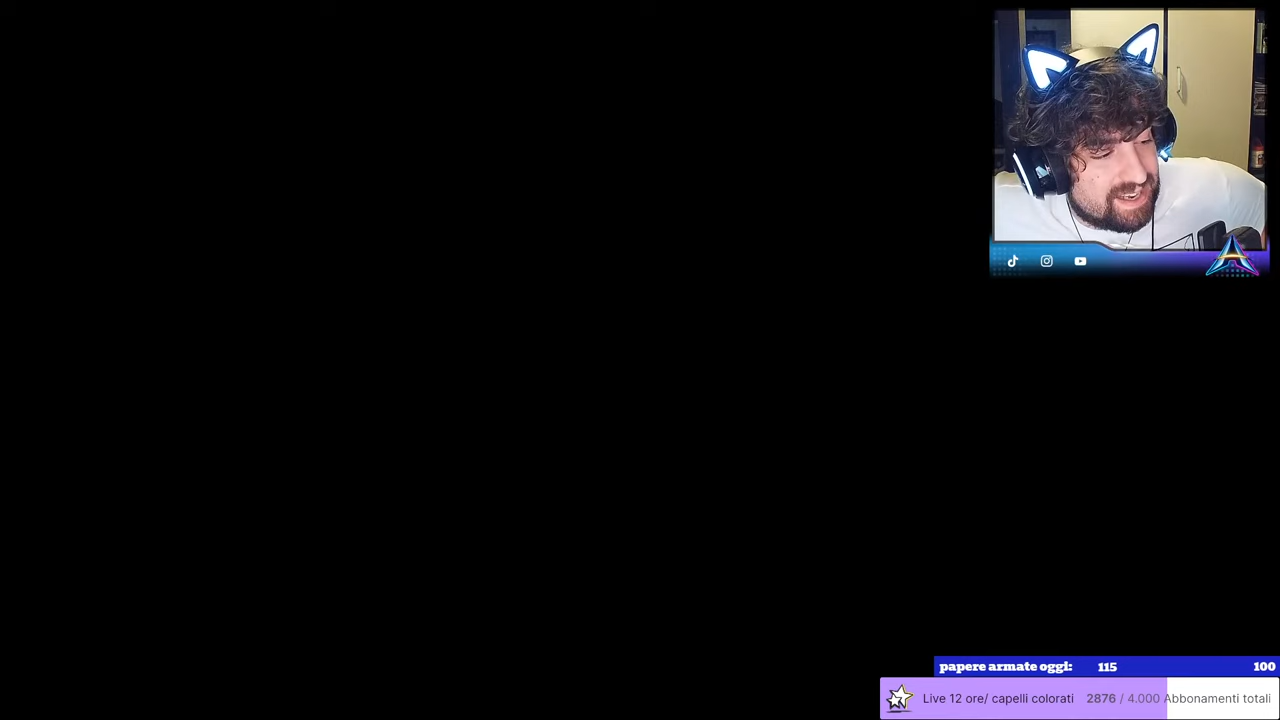 papere armate oggi: 115 100
Live 12 ore/ capelli colorati 2876 / 4.000 Abbonamenti totali